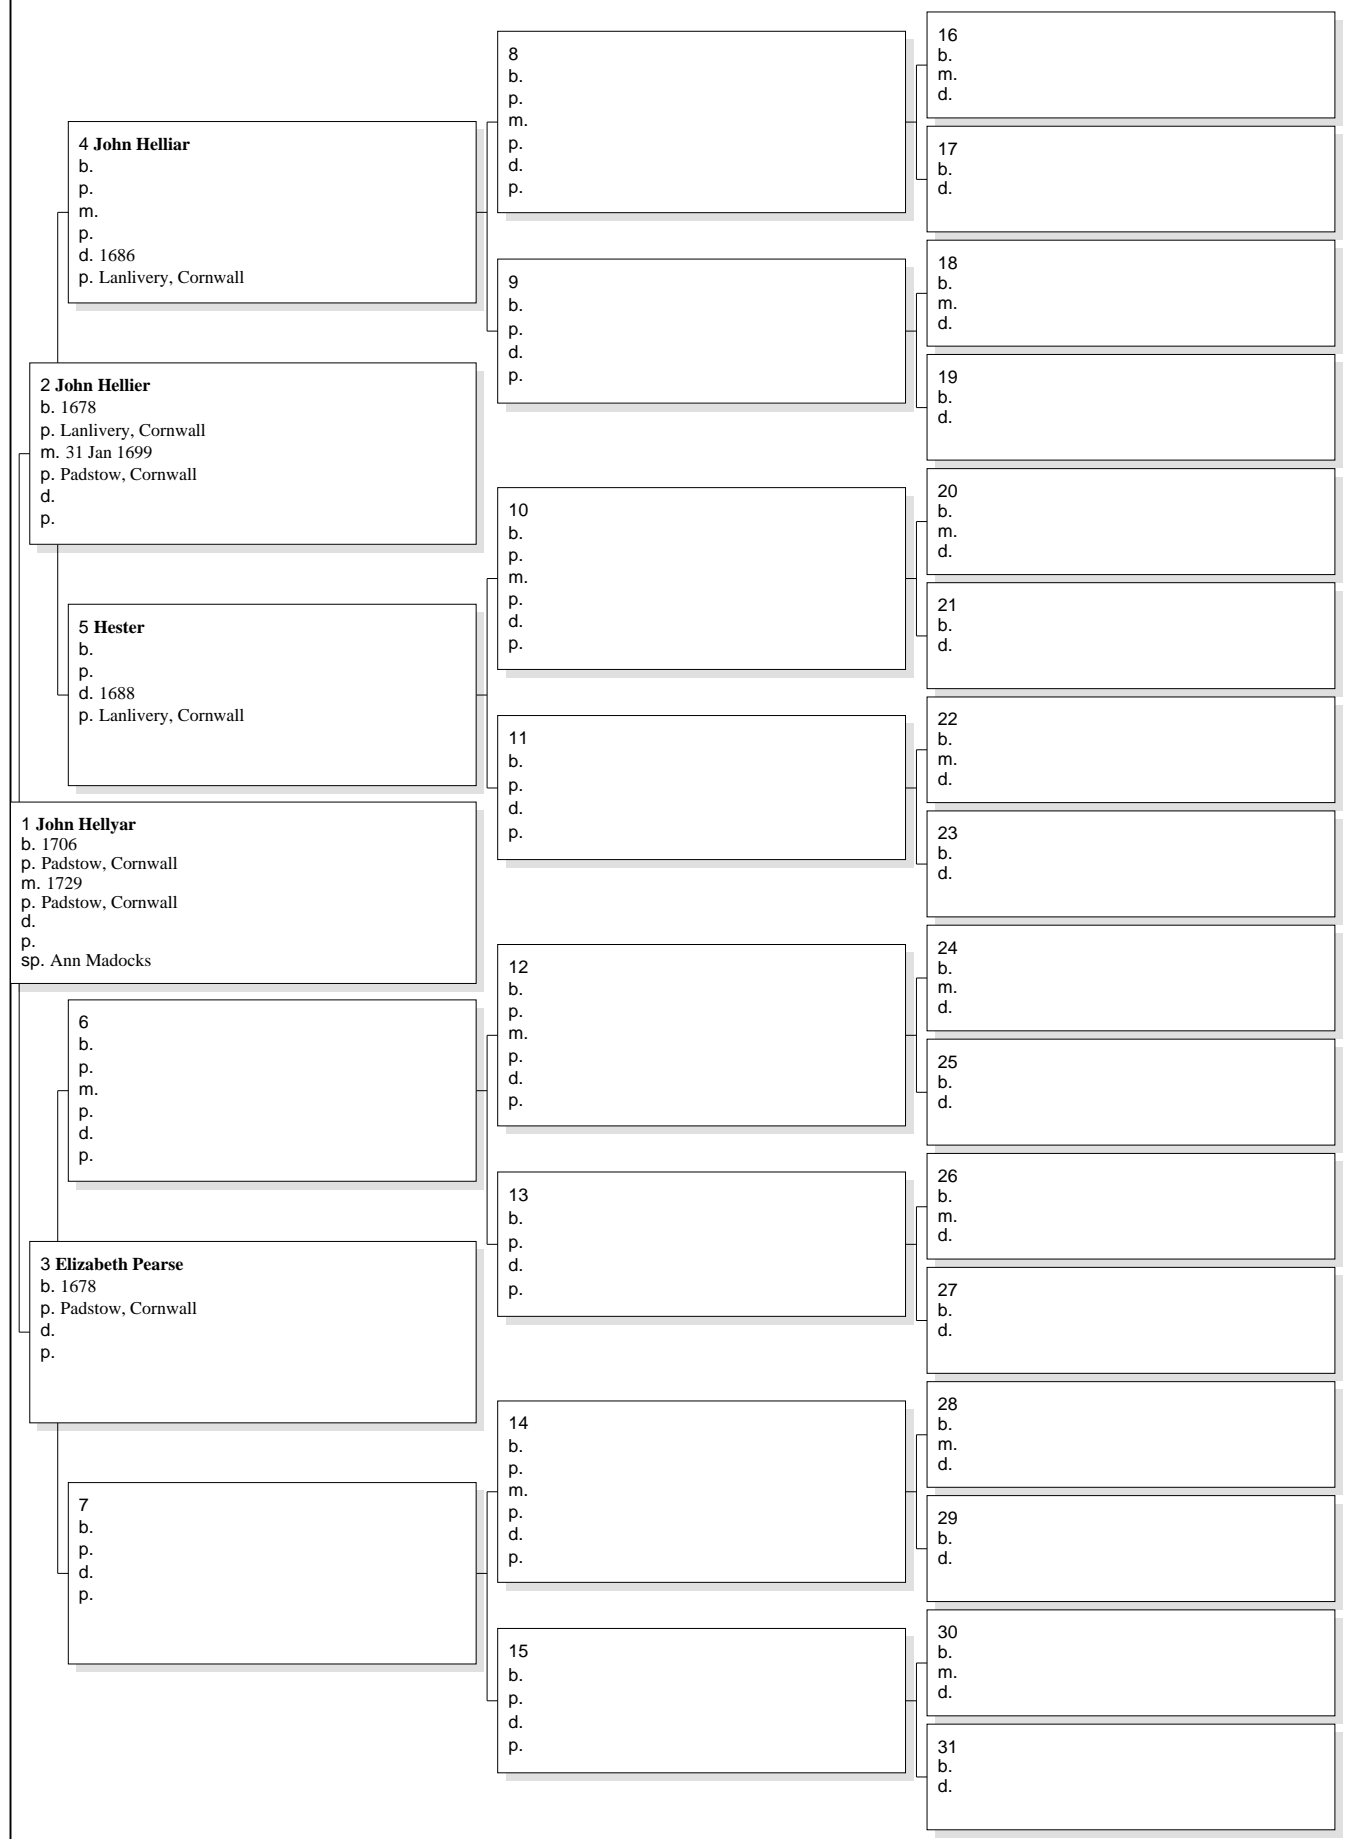 4 John Helliar
b.
p.
m.
p.
d. 1686
p. Lanlivery, Cornwall
2 John Hellier
b. 1678
p. Lanlivery, Cornwall
m. 31 Jan 1699
p. Padstow, Cornwall
d.
p.
5 Hester
b.
p.
d. 1688
p. Lanlivery, Cornwall
1 John Hellyar
b. 1706
p. Padstow, Cornwall
m. 1729
p. Padstow, Cornwall
d.
p.
sp. Ann Madocks
6
b.
p.
m.
p.
d.
p.
3 Elizabeth Pearse
b. 1678
p. Padstow, Cornwall
d.
p.
7
b.
p.
d.
p.
8
b.
p.
m.
p.
d.
p.
9
b.
p.
d.
p.
10
b.
p.
m.
p.
d.
p.
11
b.
p.
d.
p.
12
b.
p.
m.
p.
d.
p.
13
b.
p.
d.
p.
14
b.
p.
m.
p.
d.
p.
15
b.
p.
d.
p.
16
b.
m.
d.
17
b.
d.
18
b.
m.
d.
19
b.
d.
20
b.
m.
d.
21
b.
d.
22
b.
m.
d.
23
b.
d.
24
b.
m.
d.
25
b.
d.
26
b.
m.
d.
27
b.
d.
28
b.
m.
d.
29
b.
d.
30
b.
m.
d.
31
b.
d.